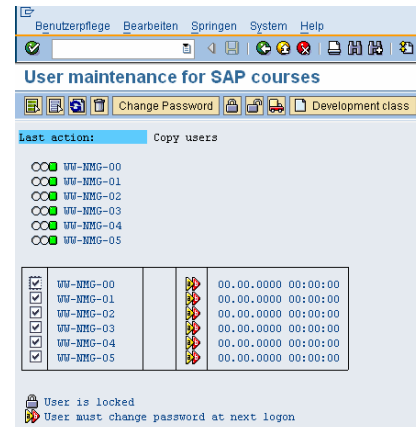 Benutzerpflege Bearbeiten Springen System Help
User maintenance for SAP courses
Change Password Development class
Last action: Copy users
WW-NMG-00
WW-NMG-01
WW-NMG-02
WW-NMG-03
WW-NMG-04
WW-NMG-05
WW-NMG-00 00.00.0000 00:00:00
WW-NMG-01 00.00.0000 00:00:00
WW-NMG-02 00.00.0000 00:00:00
WW-NMG-03 00.00.0000 00:00:00
WW-NMG-04 00.00.0000 00:00:00
WW-NMG-05 00.00.0000 00:00:00
User is locked
User must change password at next logon